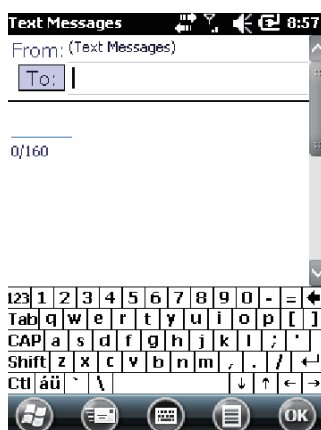 Text Messages 8:57
From: (Text Messages)
To:
0/160
123 1 2 3 4 5 6 7 8 9 0 - =
Tab q w e r t y u i o p [ ]
CAP a s d f g h j k l ; '
Shift z x c v b n m , . /
Ctl áü ` \
OK